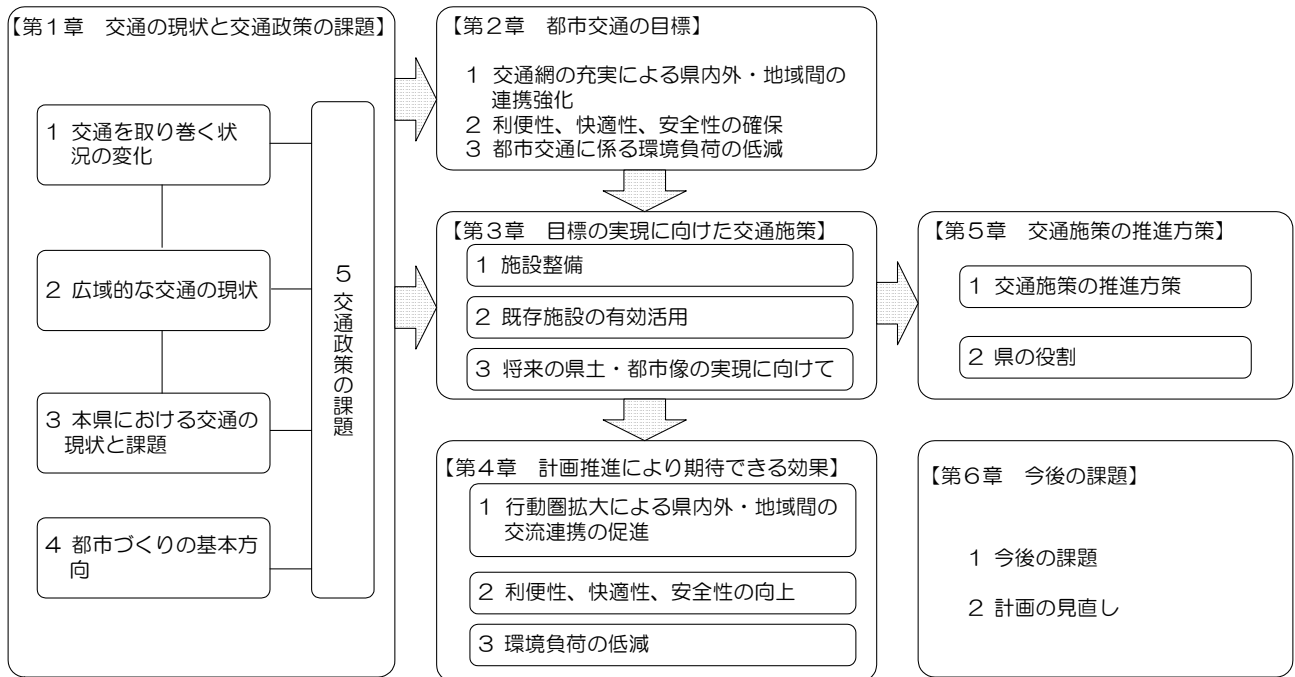 【第１章　交通の現状と交通政策の課題】
１ 交通を取り巻く状
況の変化
２ 広域的な交通の現状
３ 本県における交通の
現状と課題
４ 都市づくりの基本方
向
５ 交通政策の課題
【第２章　都市交通の目標】
１ 交通網の充実による県内外・地域間の
連携強化
２ 利便性、快適性、安全性の確保
３ 都市交通に係る環境負荷の低減
【第３章　目標の実現に向けた交通施策】
１ 施設整備
２ 既存施設の有効活用
３ 将来の県土・都市像の実現に向けて
【第４章　計画推進により期待できる効果】
１ 行動圏拡大による県内外・地域間の
交流連携の促進
２ 利便性、快適性、安全性の向上
３ 環境負荷の低減
【第５章　交通施策の推進方策】
１ 交通施策の推進方策
２ 県の役割
【第６章　今後の課題】
１ 今後の課題
２ 計画の見直し